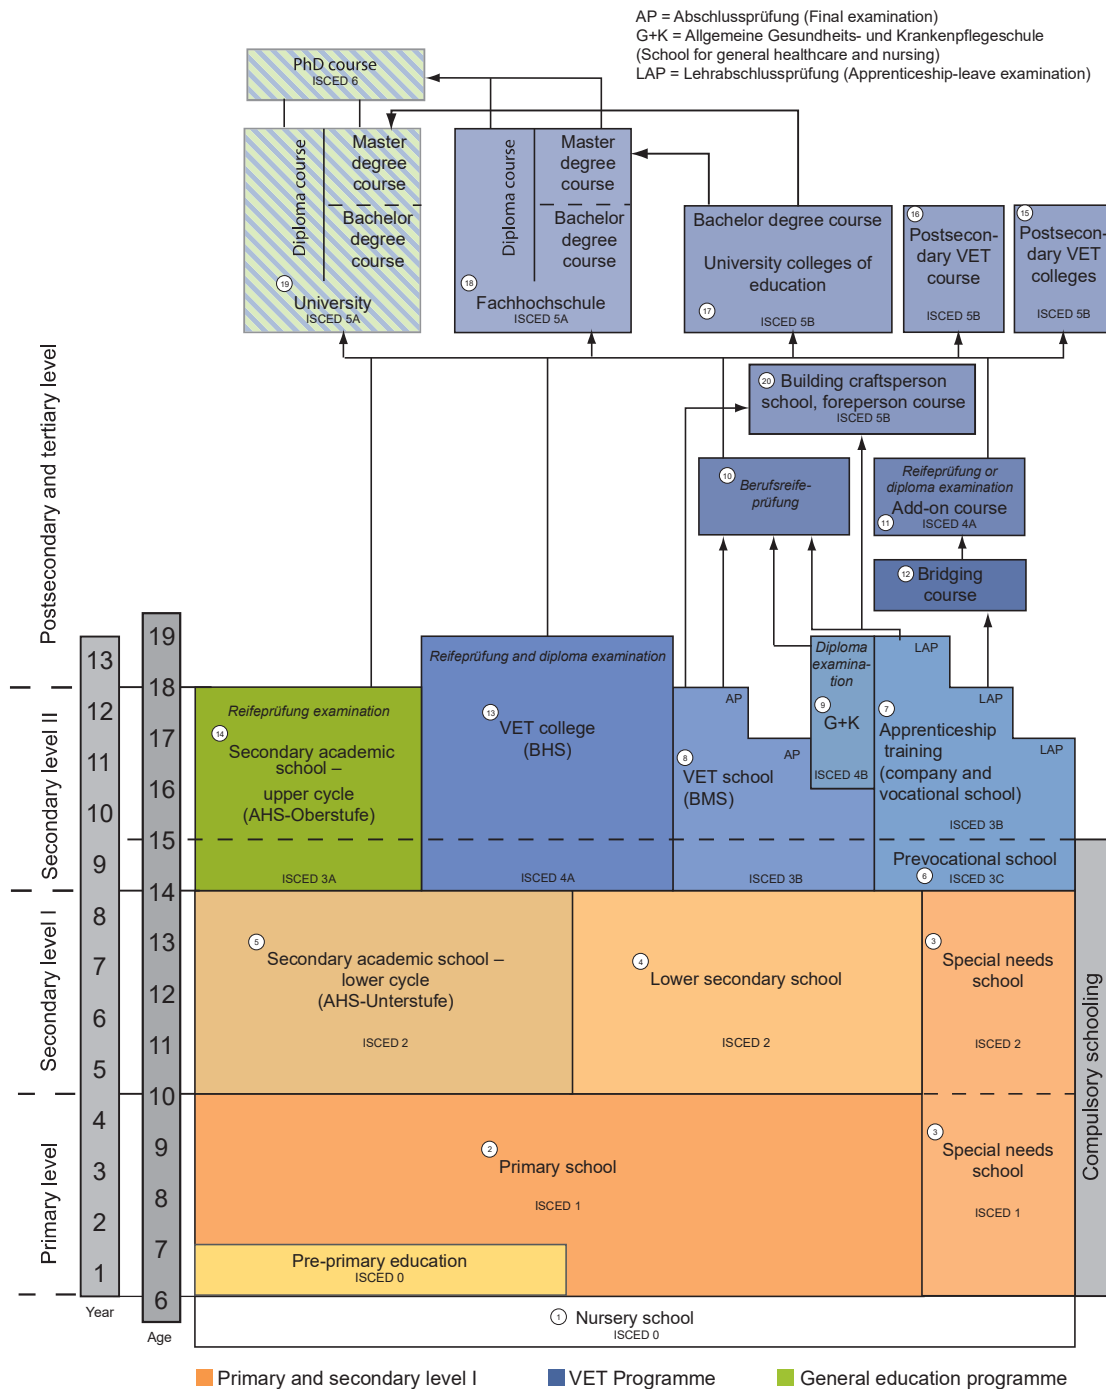 AP = Abschlussprüfung (Final examination)
G+K = Allgemeine Gesundheits- und Krankenpflegeschule
(School for general healthcare and nursing)
LAP = Lehrabschlussprüfung (Apprenticeship-leave examination)
PhD course
ISCED 6
Diploma course
Master
degree
course
Bachelor
degree
course
19
University
ISCED 5A
Diploma course
Master
degree
course
Bachelor
degree
course
18
Fachhochschule
ISCED 5A
Bachelor degree course
University colleges of
education
17
ISCED 5B
16
Postsecon-
dary VET
course
ISCED 5B
15
Postsecon-
dary VET
colleges
ISCED 5B
20
Building craftsperson
school, foreperson course
ISCED 5B
10
Berufsreife-
prüfung
Reifeprüfung or
diploma examination
Add-on course
11
ISCED 4A
12
Bridging
course
Postsecondary and tertiary level
Secondary level II
Secondary level I
Primary level
13
12
11
10
9
8
7
6
5
4
3
2
1
Year
19
18
17
16
15
14
13
12
11
10
9
8
7
6
Age
Reifeprüfung examination
14
Secondary academic
school –
upper cycle
(AHS-Oberstufe)
ISCED 3A
Reifeprüfung and diploma examination
13
VET college
(BHS)
ISCED 4A
AP
AP
8
VET school
(BMS)
ISCED 3B
Diploma
examina-
tion
9
G+K
ISCED 4B
LAP
LAP
LAP
7
Apprenticeship
training
(company and
vocational school)
ISCED 3B
Prevocational school
6
ISCED 3C
5
Secondary academic school –
lower cycle
(AHS-Unterstufe)
ISCED 2
4
Lower secondary school
ISCED 2
3
Special needs
school
ISCED 2
2
Primary school
ISCED 1
3
Special needs
school
ISCED 1
Compulsory schooling
Pre-primary education
ISCED 0
1
Nursery school
ISCED 0
Primary and secondary level I
VET Programme
General education programme